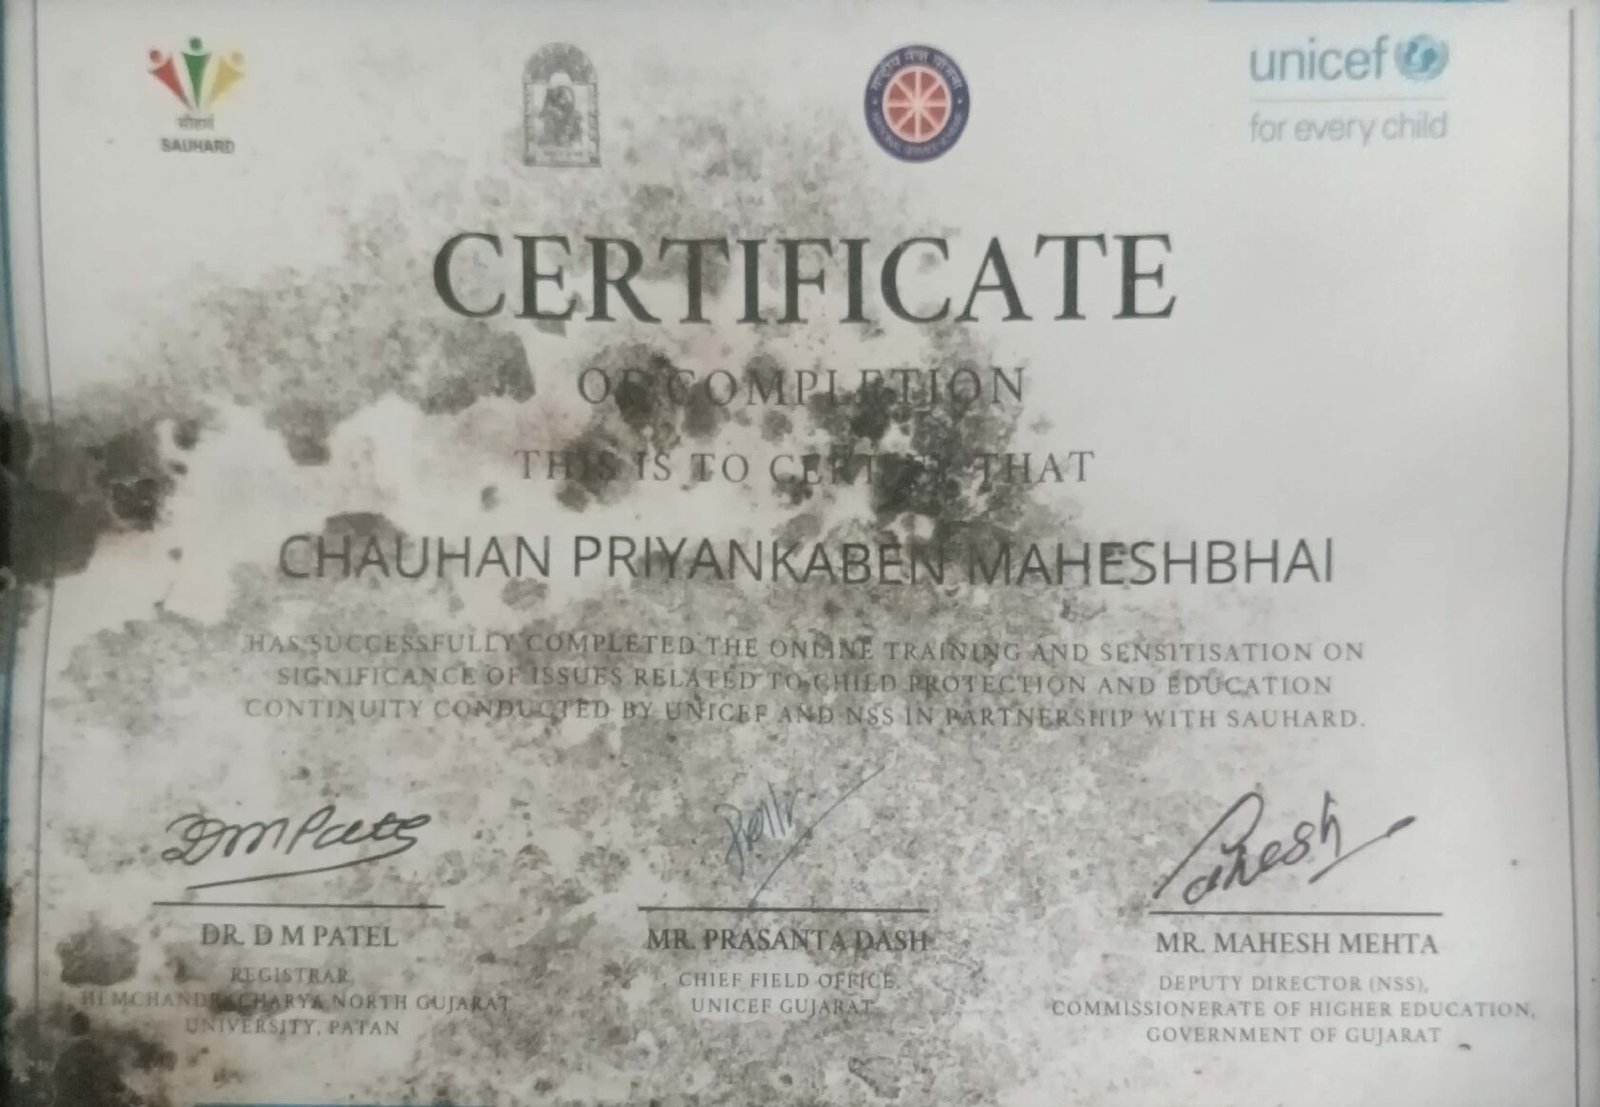 सौहार्द
SAUHARD
unicef
for every child
CERTIFICATE
OF COMPLETION
THIS IS TO CERTIFY THAT
CHAUHAN PRIYANKABEN MAHESHBHAI
HAS SUCCESSFULLY COMPLETED THE ONLINE TRAINING AND SENSITISATION ON
SIGNIFICANCE OF ISSUES RELATED TO CHILD PROTECTION AND EDUCATION
CONTINUITY CONDUCTED BY UNICEF AND NSS IN PARTNERSHIP WITH SAUHARD.
DR. D M PATEL
REGISTRAR,
HEMCHANDRACHARYA NORTH GUJARAT
UNIVERSITY, PATAN
MR. PRASANTA DASH
CHIEF FIELD OFFICE,
UNICEF GUJARAT
MR. MAHESH MEHTA
DEPUTY DIRECTOR (NSS),
COMMISSIONERATE OF HIGHER EDUCATION,
GOVERNMENT OF GUJARAT